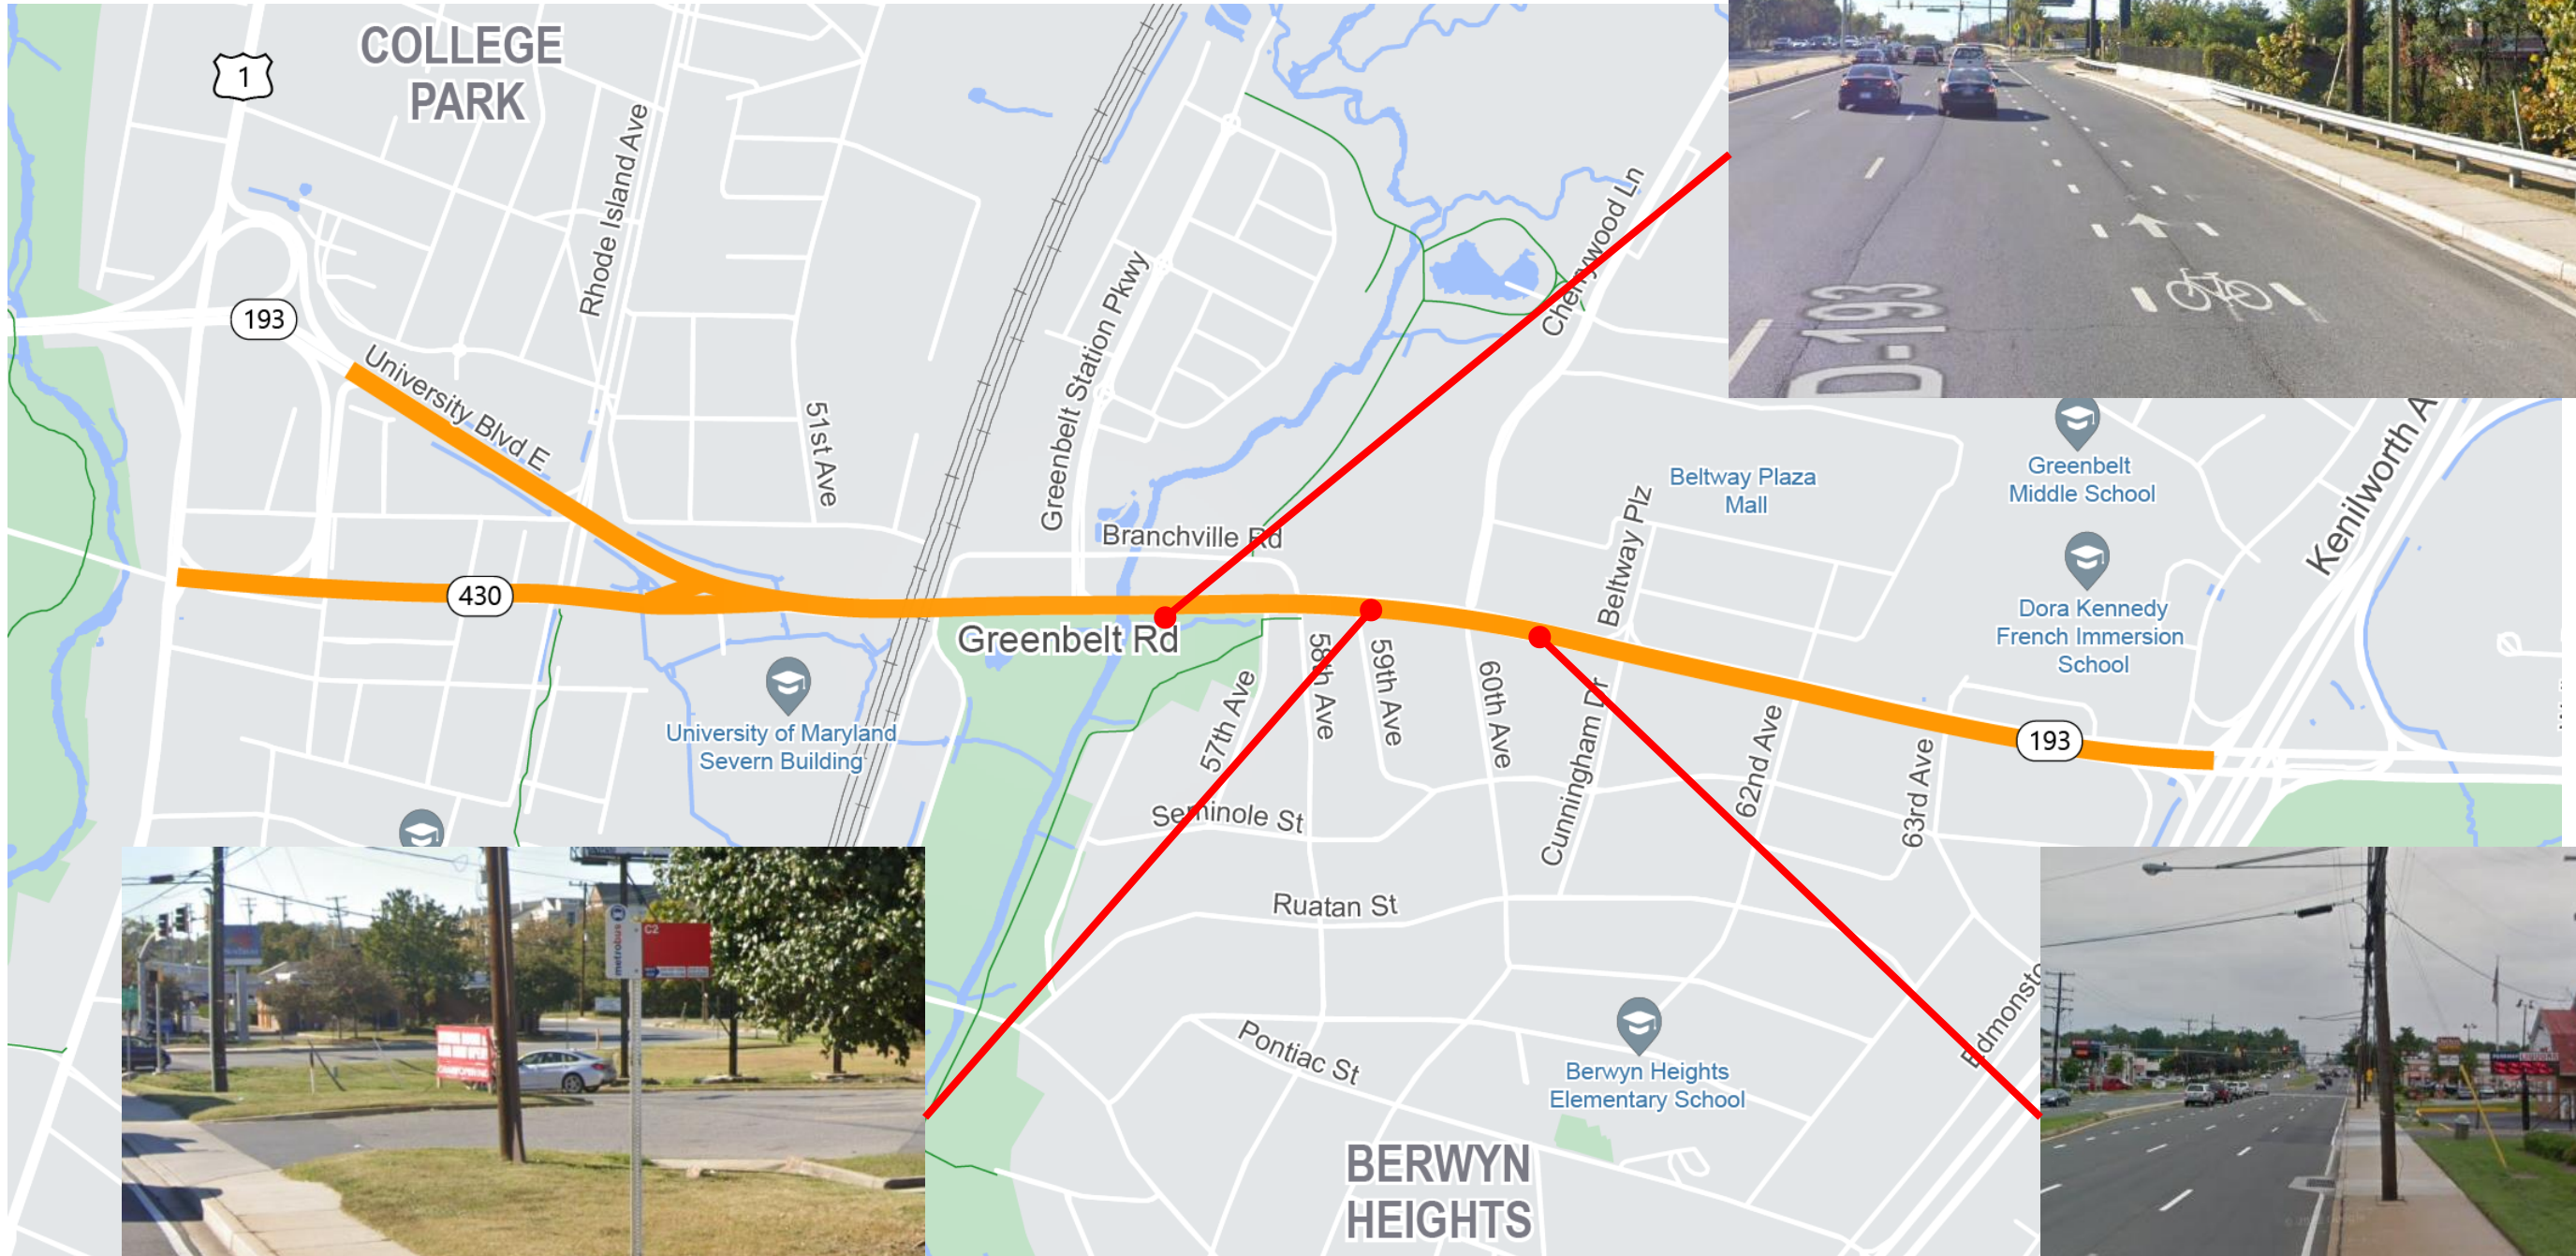 COLLEGE
PARK
1
193
University Blvd E
Rhode Island Ave
51st Ave
430
Greenbelt Station Pkwy
Branchville Rd
Cherrywood Ln
Greenbelt Rd
University of Maryland
Severn Building
Beltway Plz
Beltway Plaza
Mall
Greenbelt
Middle School
Dora Kennedy
French Immersion
School
Kenilworth A
193
57th Ave
58th Ave
59th Ave
60th Ave
Cunningham Dr
62nd Ave
63rd Ave
Seminole St
Ruatan St
Pontiac St
Edmonsto
Berwyn Heights
Elementary School
BERWYN
HEIGHTS
D-193
metrobus
C2
LIQUORS